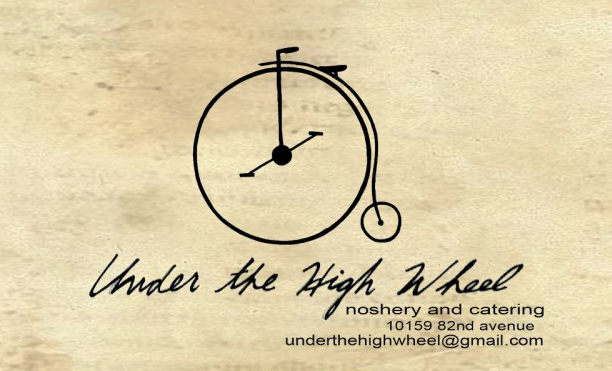 Under the High Wheel
noshery and catering
10159 82nd avenue
underthehighwheel@gmail.com